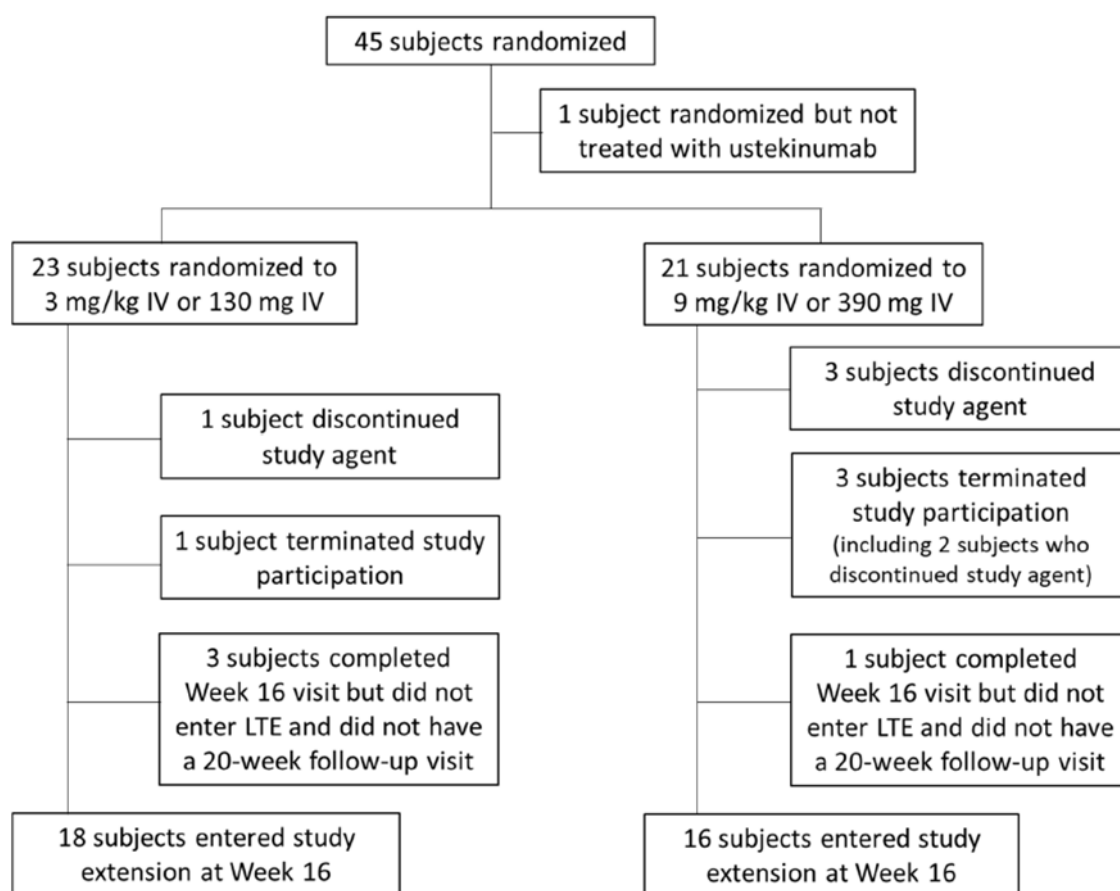 45 subjects randomized
1 subject randomized but not
treated with ustekinumab
23 subjects randomized to
3 mg/kg IV or 130 mg IV
21 subjects randomized to
9 mg/kg IV or 390 mg IV
1 subject discontinued
study agent
3 subjects discontinued
study agent
1 subject terminated study
participation
3 subjects terminated
study participation
(including 2 subjects who
discontinued study agent)
3 subjects completed
Week 16 visit but did not
enter LTE and did not have
a 20-week follow-up visit
1 subject completed
Week 16 visit but did not
enter LTE and did not have
a 20-week follow-up visit
18 subjects entered study
extension at Week 16
16 subjects entered study
extension at Week 16